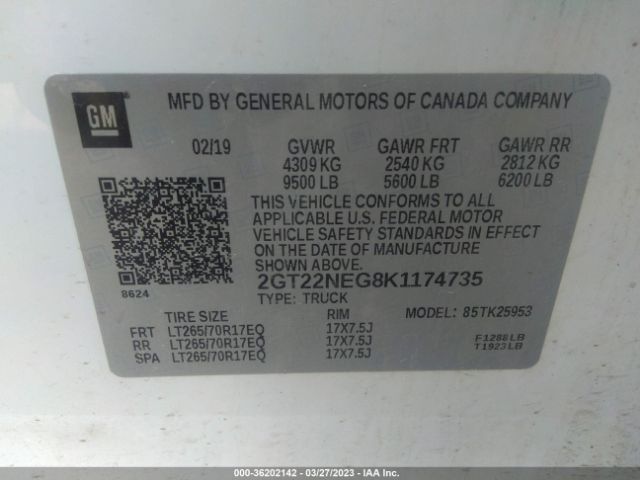 GM MFD BY GENERAL MOTORS OF CANADA COMPANY
02/19 GVWR GAWR FRT GAWR RR
4309 KG 2540 KG 2812 KG
9500 LB 5600 LB 6200 LB
THIS VEHICLE CONFORMS TO ALL
APPLICABLE U.S. FEDERAL MOTOR
VEHICLE SAFETY STANDARDS IN EFFECT
ON THE DATE OF MANUFACTURE
SHOWN ABOVE.
2GT22NEG8K1174735
8624
TYPE: TRUCK
TIRE SIZE RIM MODEL: 85TK25953
FRT LT265/70R17EQ 17X7.5J
RR LT265/70R17EQ 17X7.5J F1288LB
SPA LT265/70R17EQ 17X7.5J T1923LB
000-36202142 - 03/27/2023 - IAA Inc.